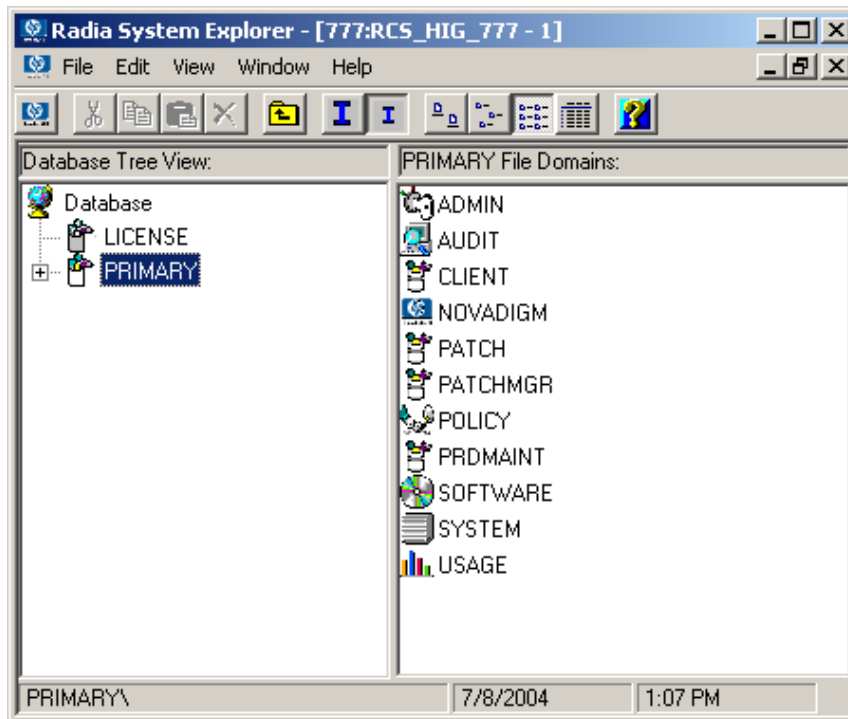 Radia System Explorer - [777:RCS_HIG_777 - 1]
File Edit View Window Help
Database Tree View:
Database
LICENSE
PRIMARY
PRIMARY File Domains:
ADMIN
AUDIT
CLIENT
NOVADIGM
PATCH
PATCHMGR
POLICY
PRDMAINT
SOFTWARE
SYSTEM
USAGE
PRIMARY\ 7/8/2004 1:07 PM